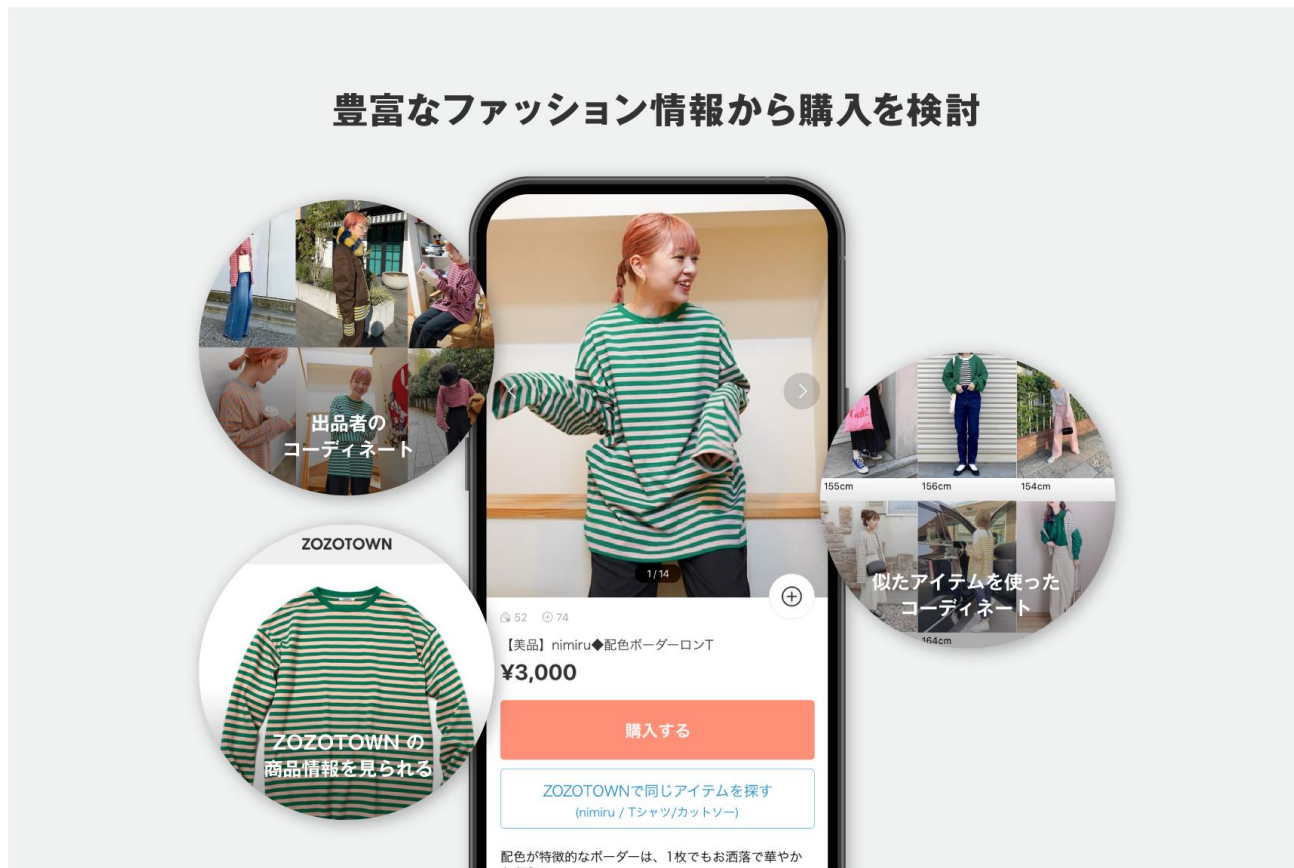 豊富なファッション情報から購入を検討
出品者の
コーディネート
ZOZOTOWN
ZOZOTOWN の
商品情報を見られる
1/14
52 74
【美品】nimiru◆配色ボーダーロンT
¥3,000
購入する
ZOZOTOWNで同じアイテムを探す
(nimiru / Tシャツ/カットソー)
配色が特徴的なボーダーは、1枚でもお洒落で華やか
155cm 156cm 154cm
似たアイテムを使った
コーディネート
164cm